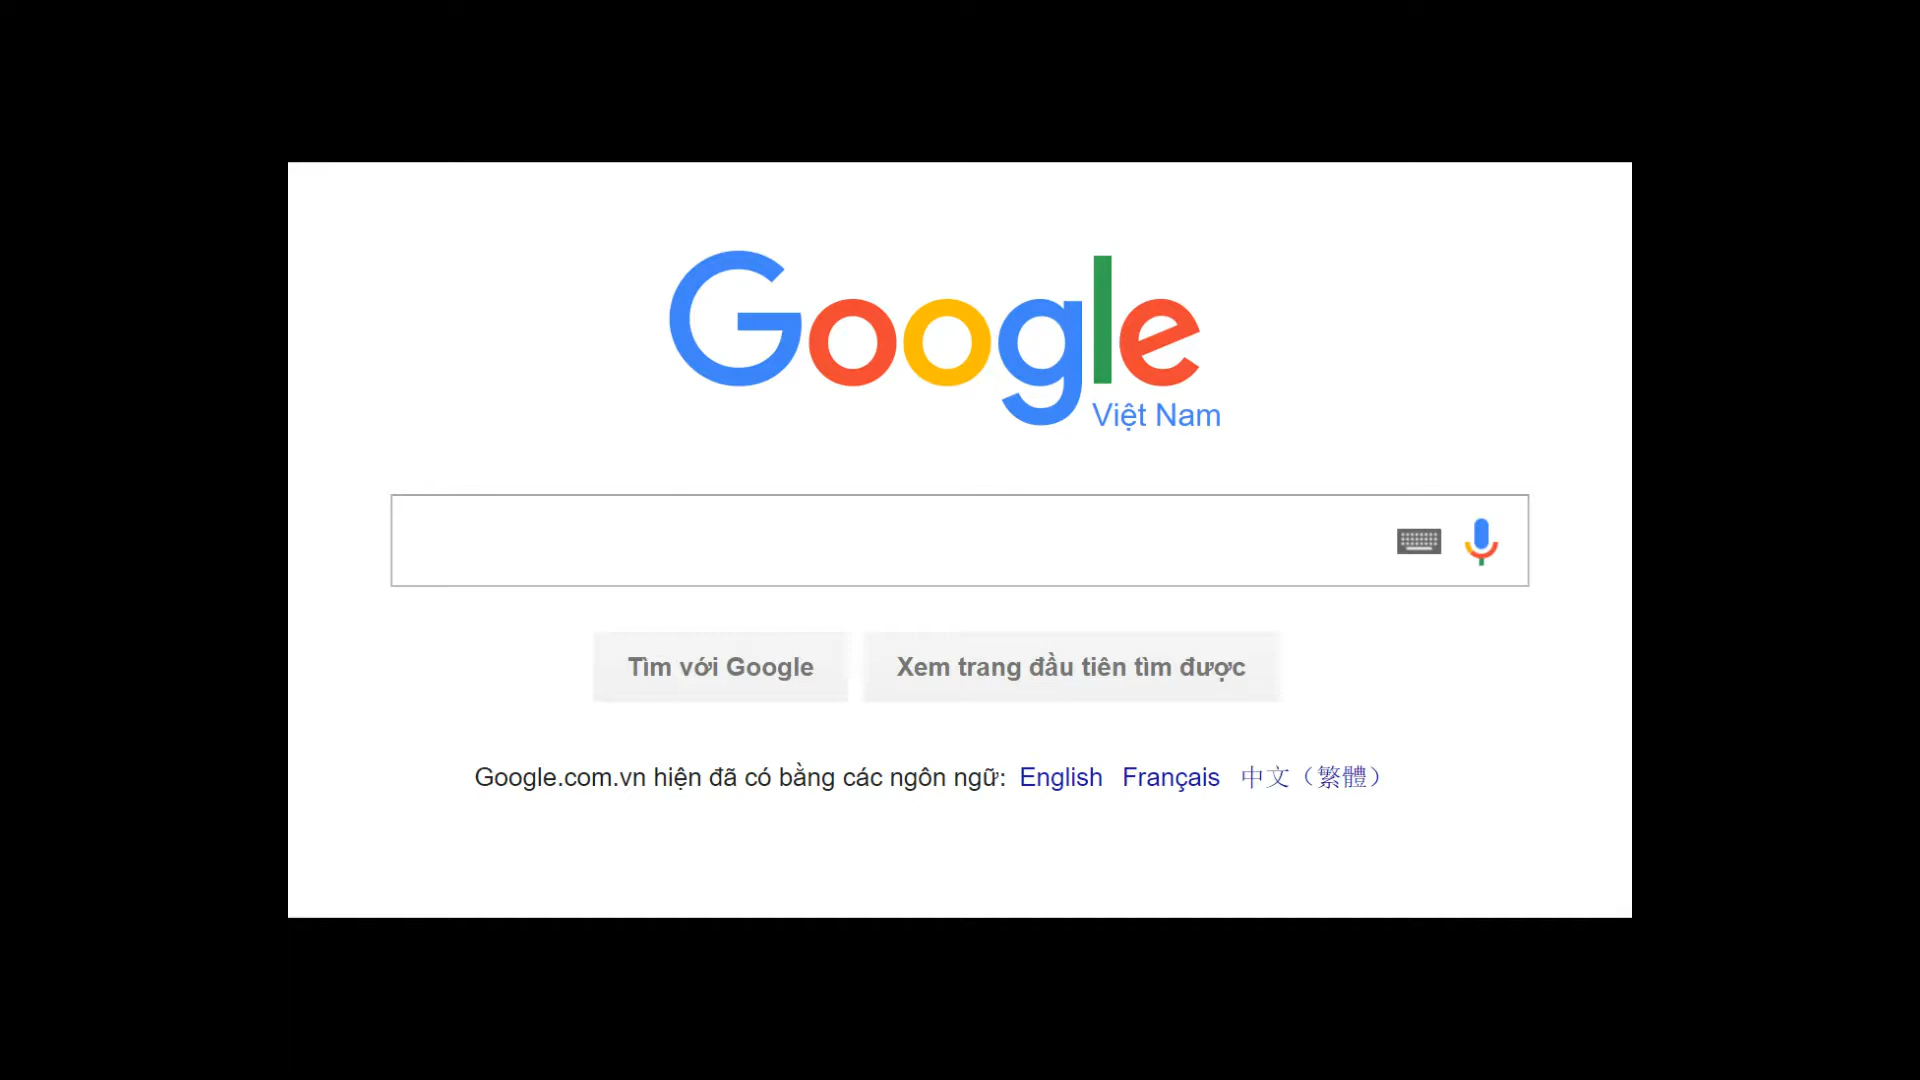 Google
Việt Nam
Tìm với Google
Xem trang đầu tiên tìm được
Google.com.vn hiện đã có bằng các ngôn ngữ: English Français 中文（繁體）